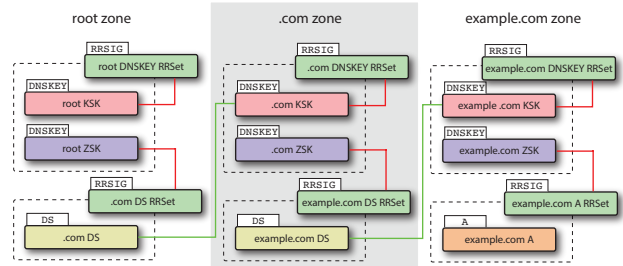 root zone
.com zone
example.com zone
RRSIG
root DNSKEY RRSet
DNSKEY
root KSK
DNSKEY
root ZSK
RRSIG
.com DS RRSet
DS
.com DS
RRSIG
.com DNSKEY RRSet
DNSKEY
.com KSK
DNSKEY
.com ZSK
RRSIG
example.com DS RRSet
DS
example.com DS
RRSIG
example.com DNSKEY RRSet
DNSKEY
example .com KSK
DNSKEY
example.com ZSK
RRSIG
example.com A RRSet
A
example.com A